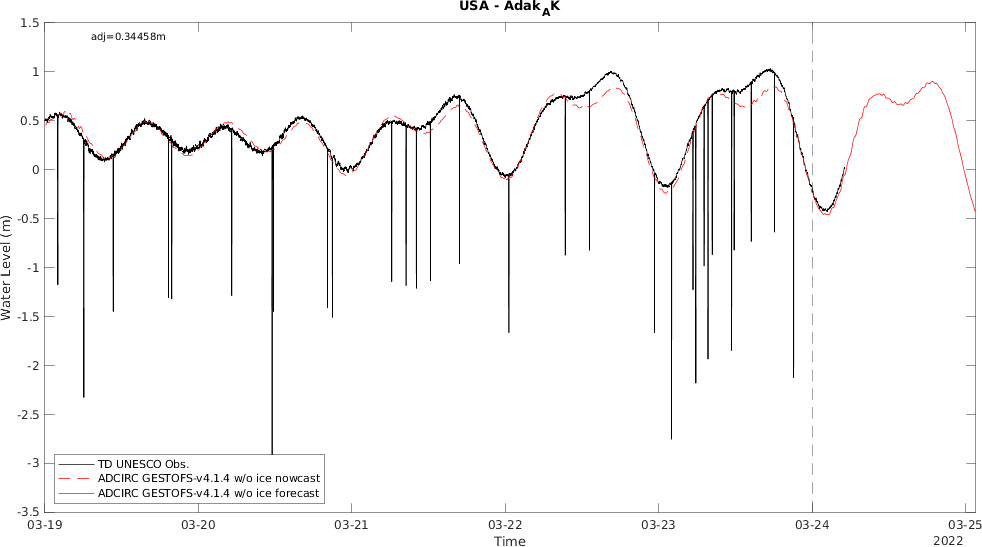 USA - Adak_AK
adj=0.34458m
1.5
1
0.5
0
-0.5
-1
-1.5
-2
-2.5
-3
-3.5
Water Level (m)
TD UNESCO Obs.
ADCIRC GESTOFS-v4.1.4 w/o ice nowcast
ADCIRC GESTOFS-v4.1.4 w/o ice forecast
03-19 03-20 03-21 03-22 03-23 03-24 03-25
Time
2022